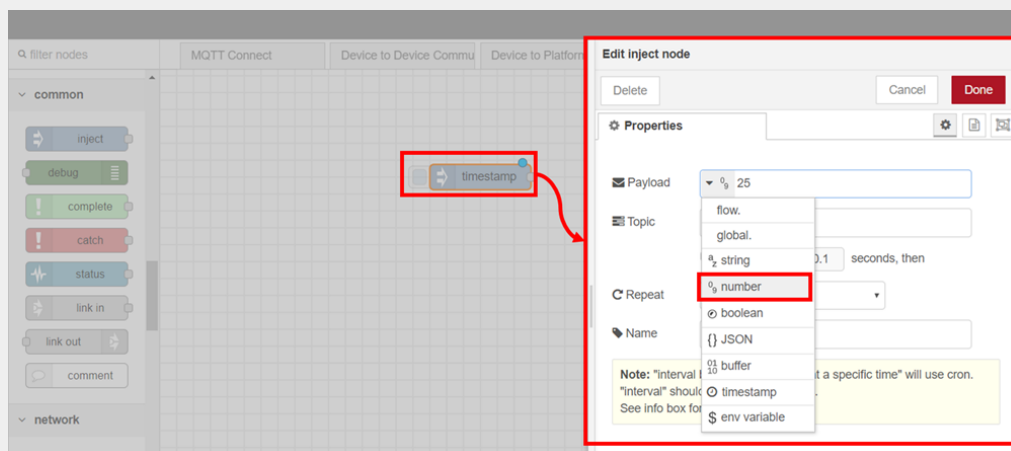 filter nodes
MQTT Connect
Device to Device Commu
Device to Platform
Edit inject node
Delete
Cancel
Done
Properties
common
inject
debug
complete
catch
status
link in
link out
comment
network
timestamp
Payload
25
flow.
global.
string
number
boolean
JSON
buffer
timestamp
$ env variable
Topic
0.1 seconds, then
Repeat
Name
Note: "interval t a specific time" will use cron.
"interval" should
See info box for